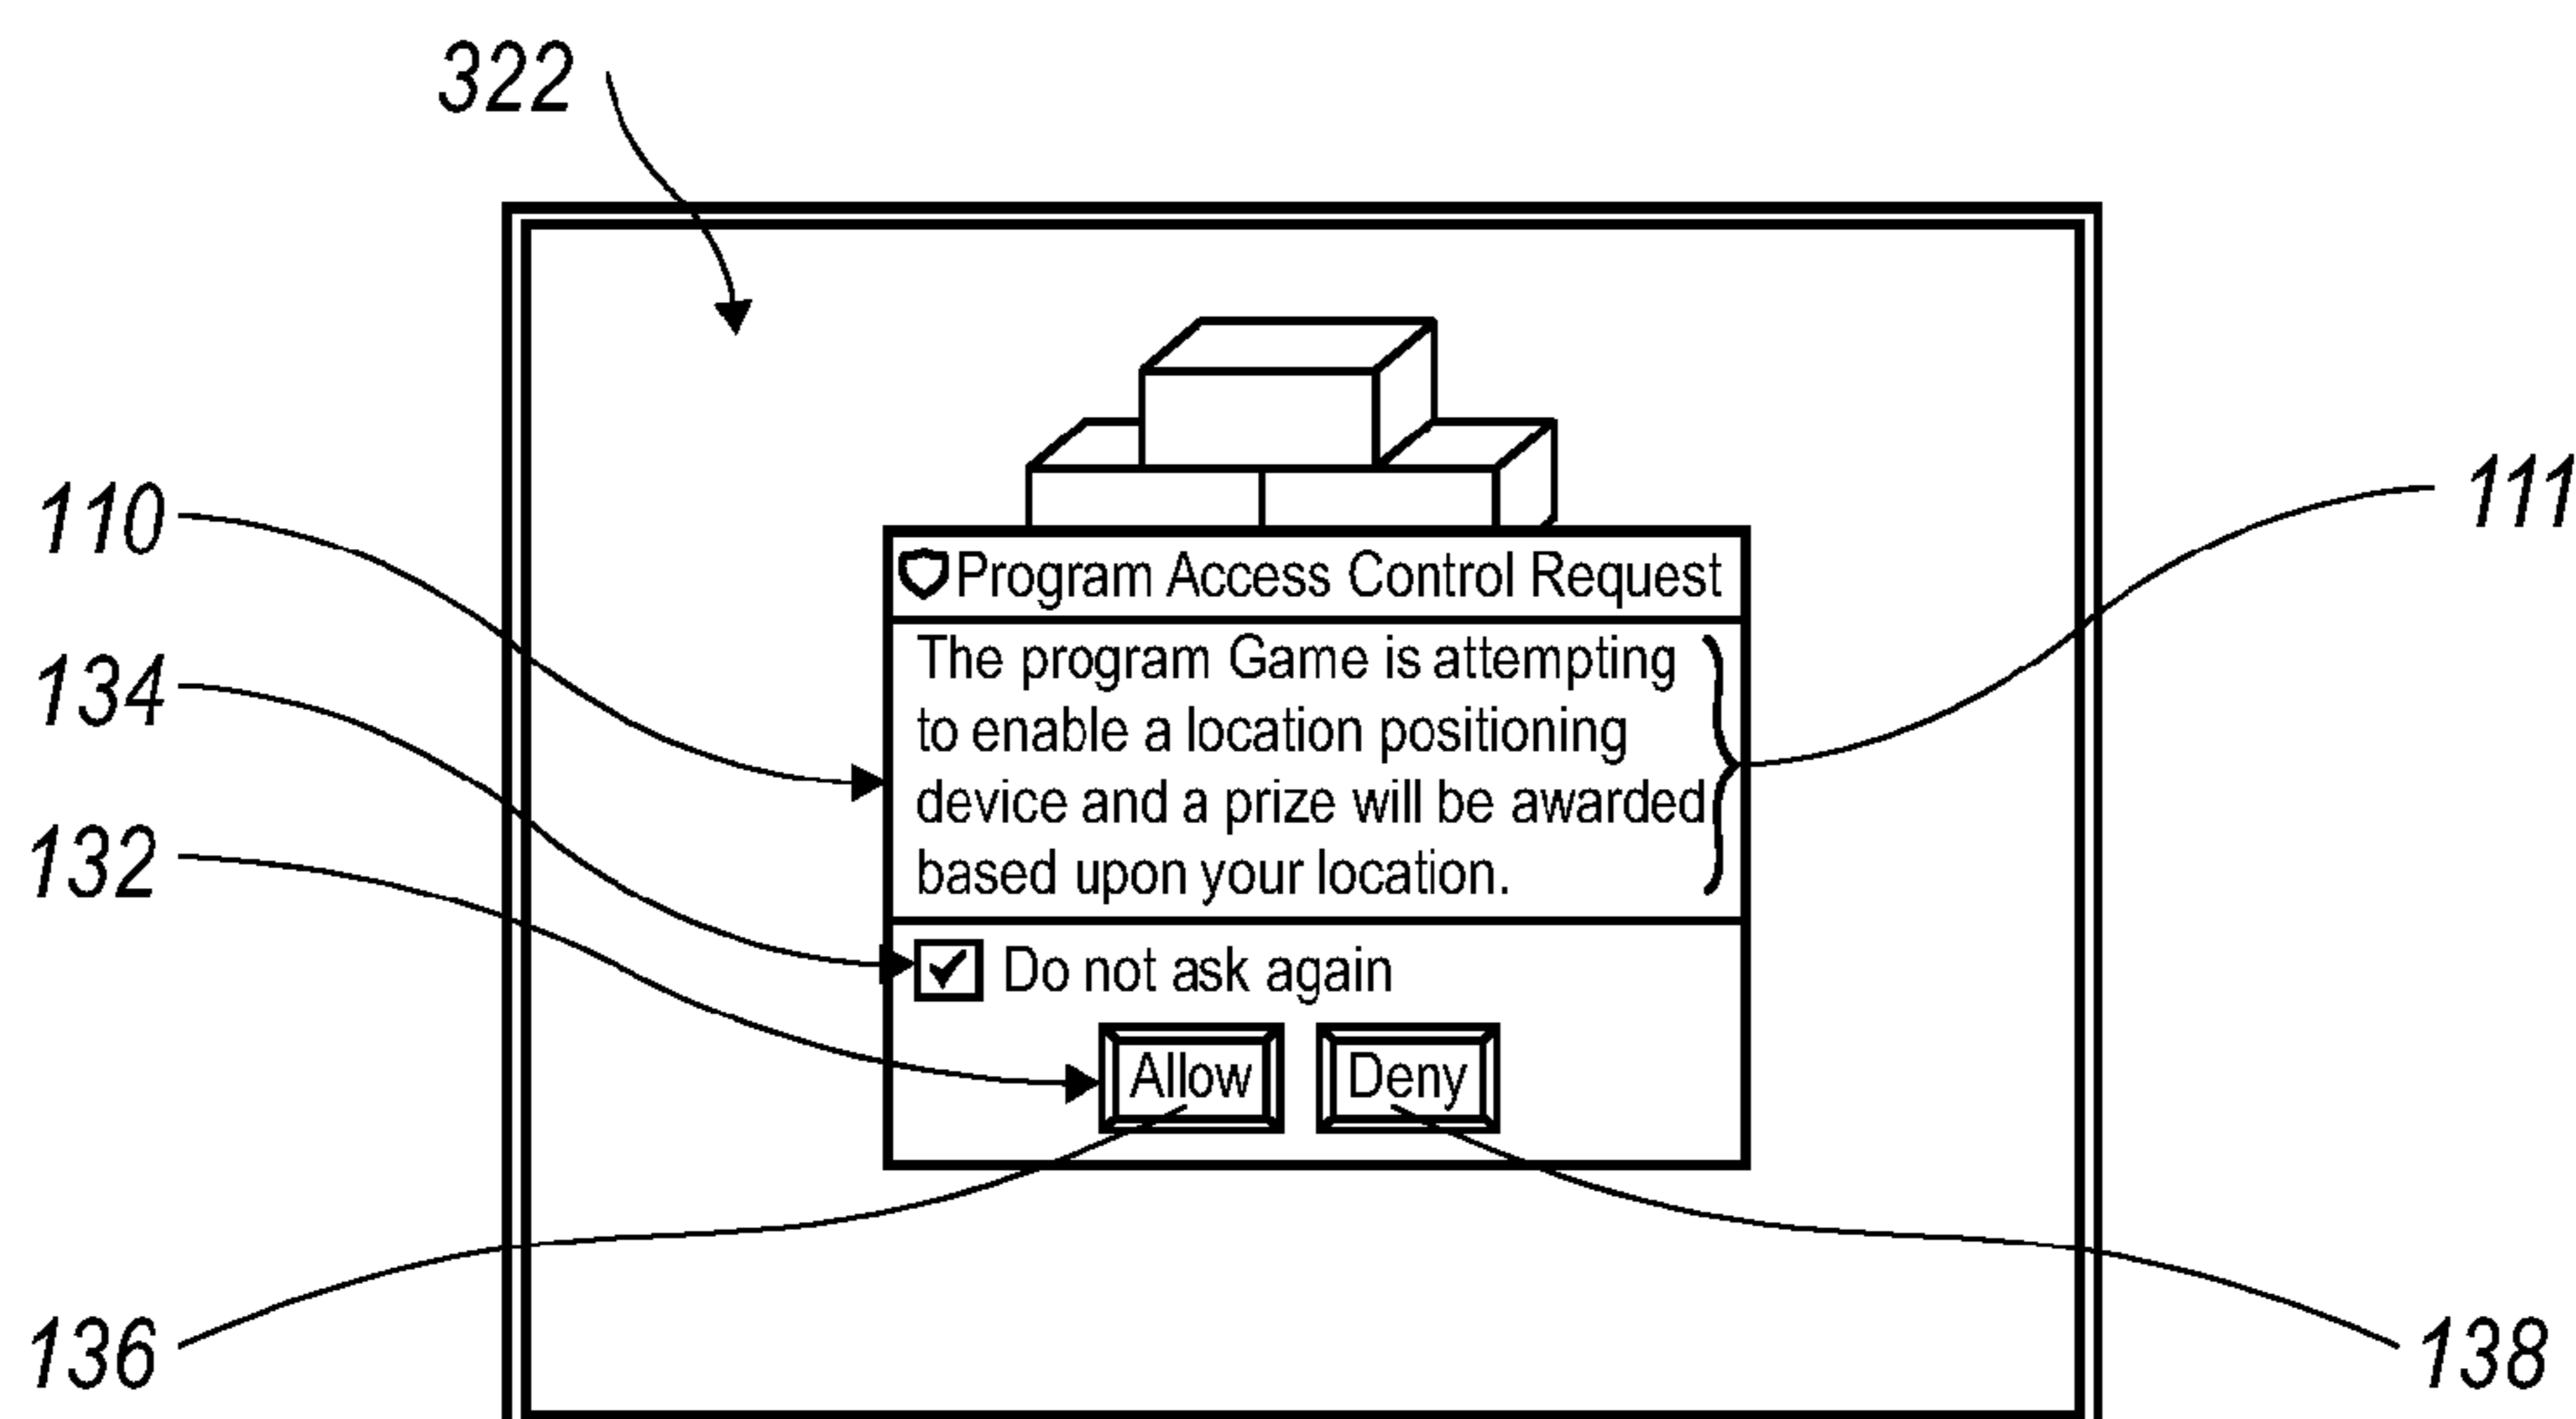 322
110
111
Program Access Control Request
The program Game is attempting
to enable a location positioning
device and a prize will be awarded
based upon your location.
134
132
Do not ask again
Allow Deny
136
138